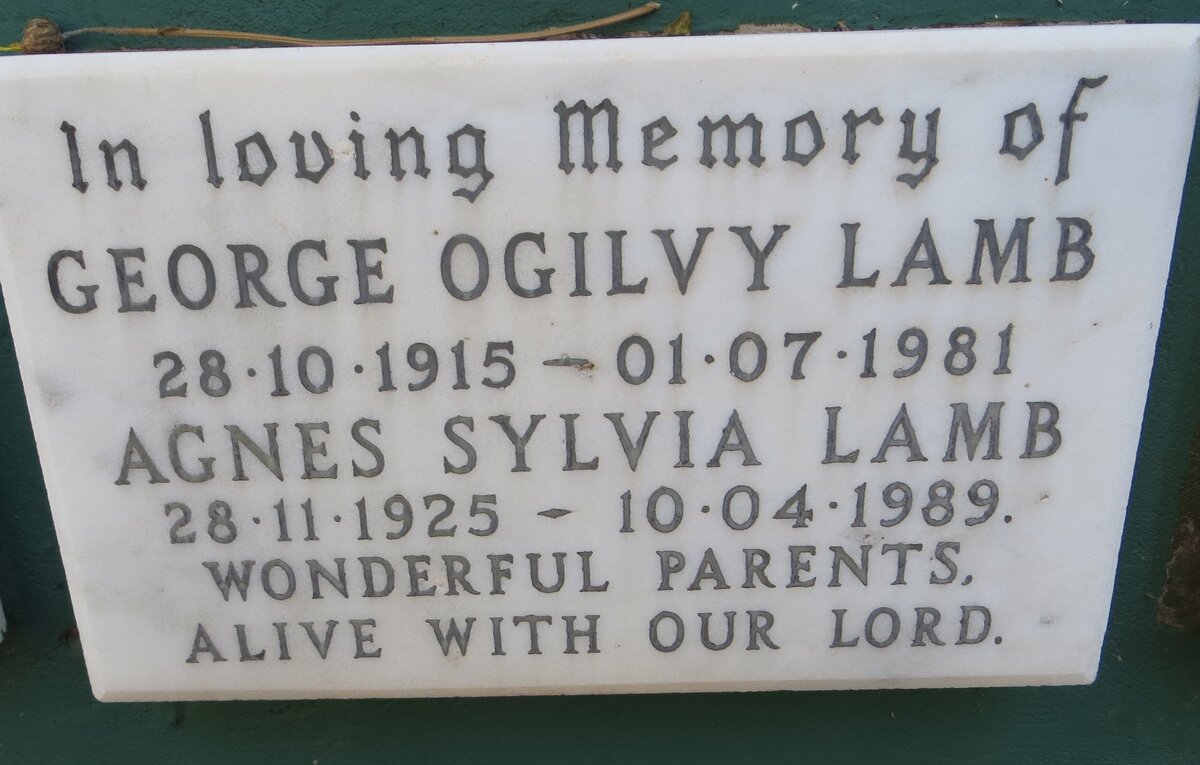 In loving Memory of
GEORGE OGILVY LAMB
28·10·1915 - 01·07·1981
AGNES SYLVIA LAMB
28·11·1925 - 10·04·1989.
WONDERFUL PARENTS,
ALIVE WITH OUR LORD.